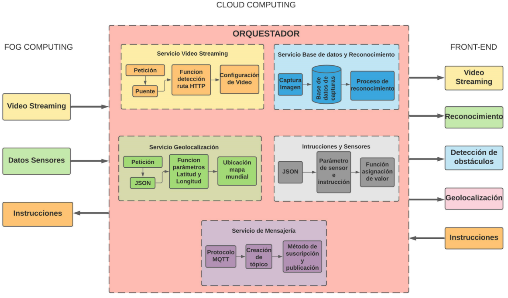 CLOUD COMPUTING
FOG COMPUTING
ORQUESTADOR
FRONT-END
Video Streaming
Datos Sensores
Instrucciones
Servicio Video Streaming
Petición
Puente
Funcion
detección
ruta HTTP
Configuración
de Video
Servicio Base de datos y Reconocimiento
Captura
Imagen
Base de
datos de
capturas
Proceso de
reconocimiento
Servicio Geolocalización
Petición
JSON
Funcion
parámetros
Latitud y
Longitud
Ubicación
mapa
mundial
Intrucciones y Sensores
JSON
Parámetro
de sensor
e
instrucción
Función
asignación
de valor
Servicio de Mensajería
Protocolo
MQTT
Creación
de
tópico
Método de
suscripción
y
publicación
Video
Streaming
Reconocimiento
Detección de
obstáculos
Geolocalización
Instrucciones